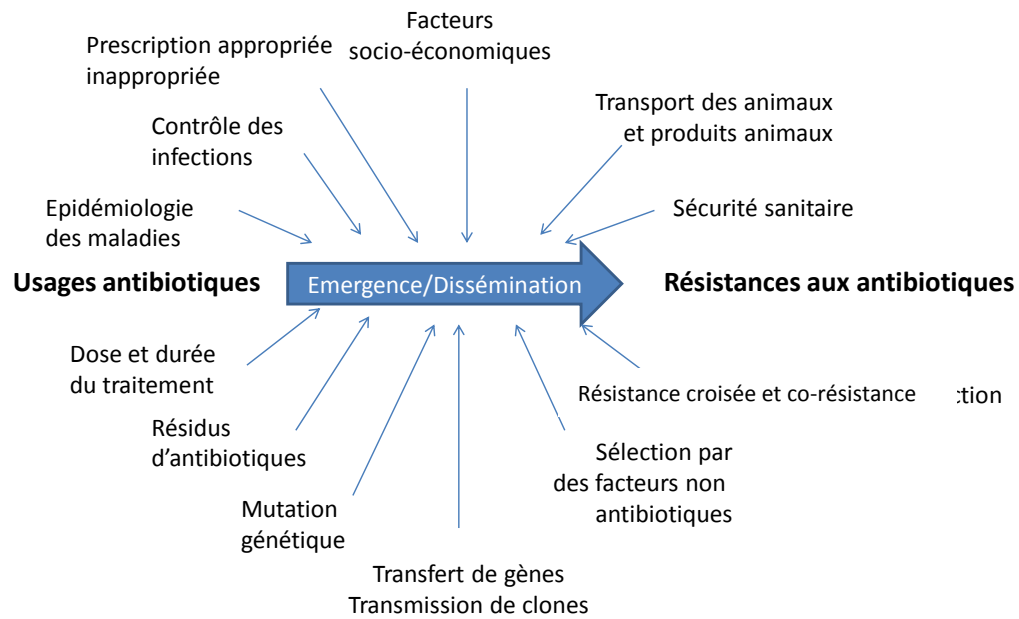 Facteurs
socio-économiques
Prescription appropriée
inappropriée
Transport des animaux
et produits animaux
Contrôle des
infections
Epidémiologie
des maladies
Sécurité sanitaire
Usages antibiotiques
Emergence/Dissémination
Résistances aux antibiotiques
Dose et durée
du traitement
Résistance croisée et co-résistance
Résidus
d’antibiotiques
Sélection par
des facteurs non
antibiotiques
Mutation
génétique
Transfert de gènes
Transmission de clones